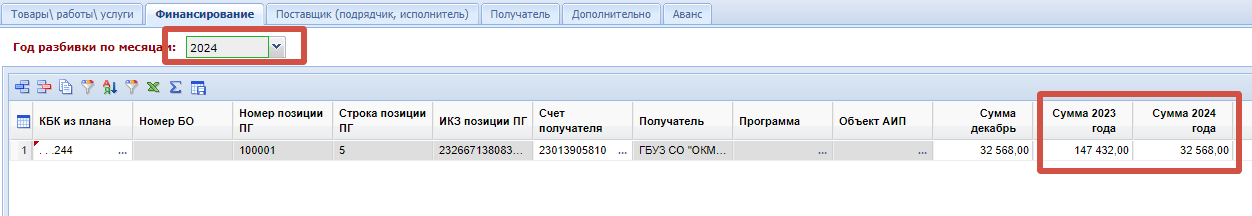 Товары\ работы\ услуги Финансирование Поставщик (подрядчик, исполнитель) Получатель Дополнительно Аванс
Год разбивки по месяцам: 2024
КБК из плана Номер БО Номер позиции ПГ Строка позиции ПГ ИКЗ позиции ПГ Счет получателя Получатель Программа Объект АИП Сумма декабрь Сумма 2023 года Сумма 2024 года
1 . . .244 ... 100001 5 232667138083... 23013905810 ... ГБУЗ СО "ОКМ... ... ... 32 568,00 147 432,00 32 568,00